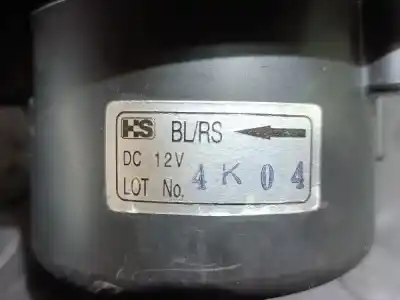 HS BL/RS
DC 12V
LOT No. 4K04